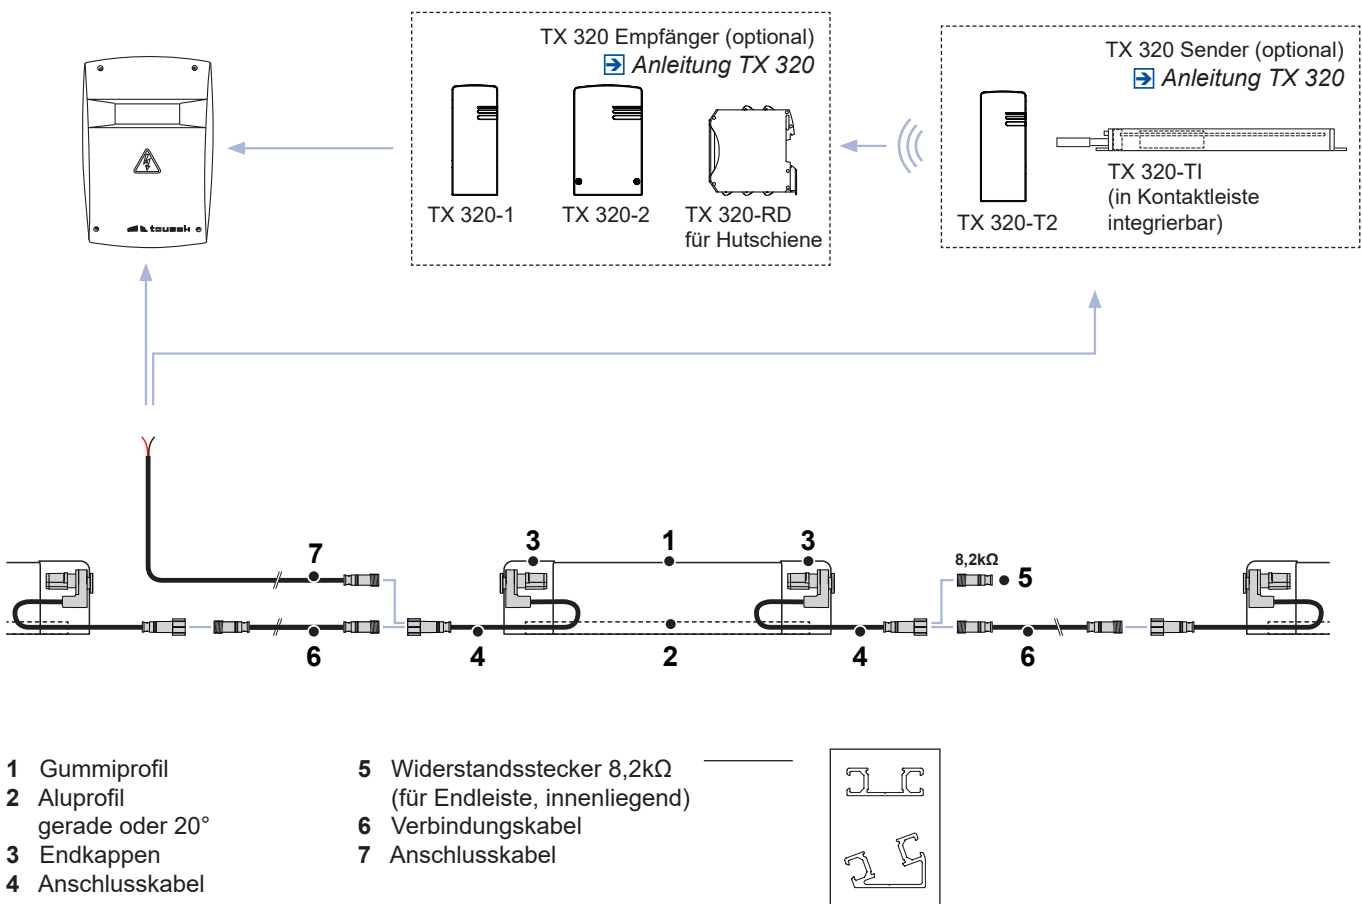 TX 320 Empfänger (optional)
Anleitung TX 320
TX 320 Sender (optional)
Anleitung TX 320
tousek
TX 320-1
TX 320-2
TX 320-RD
für Hutschiene
TX 320-T2
TX 320-TI
(in Kontaktleiste
integrierbar)
7
3
1
3
8,2kΩ
5
6
4
2
4
6
1 Gummiprofil
2 Aluprofil
gerade oder 20°
3 Endkappen
4 Anschlusskabel
5 Widerstandsstecker 8,2kΩ
(für Endleiste, innenliegend)
6 Verbindungskabel
7 Anschlusskabel